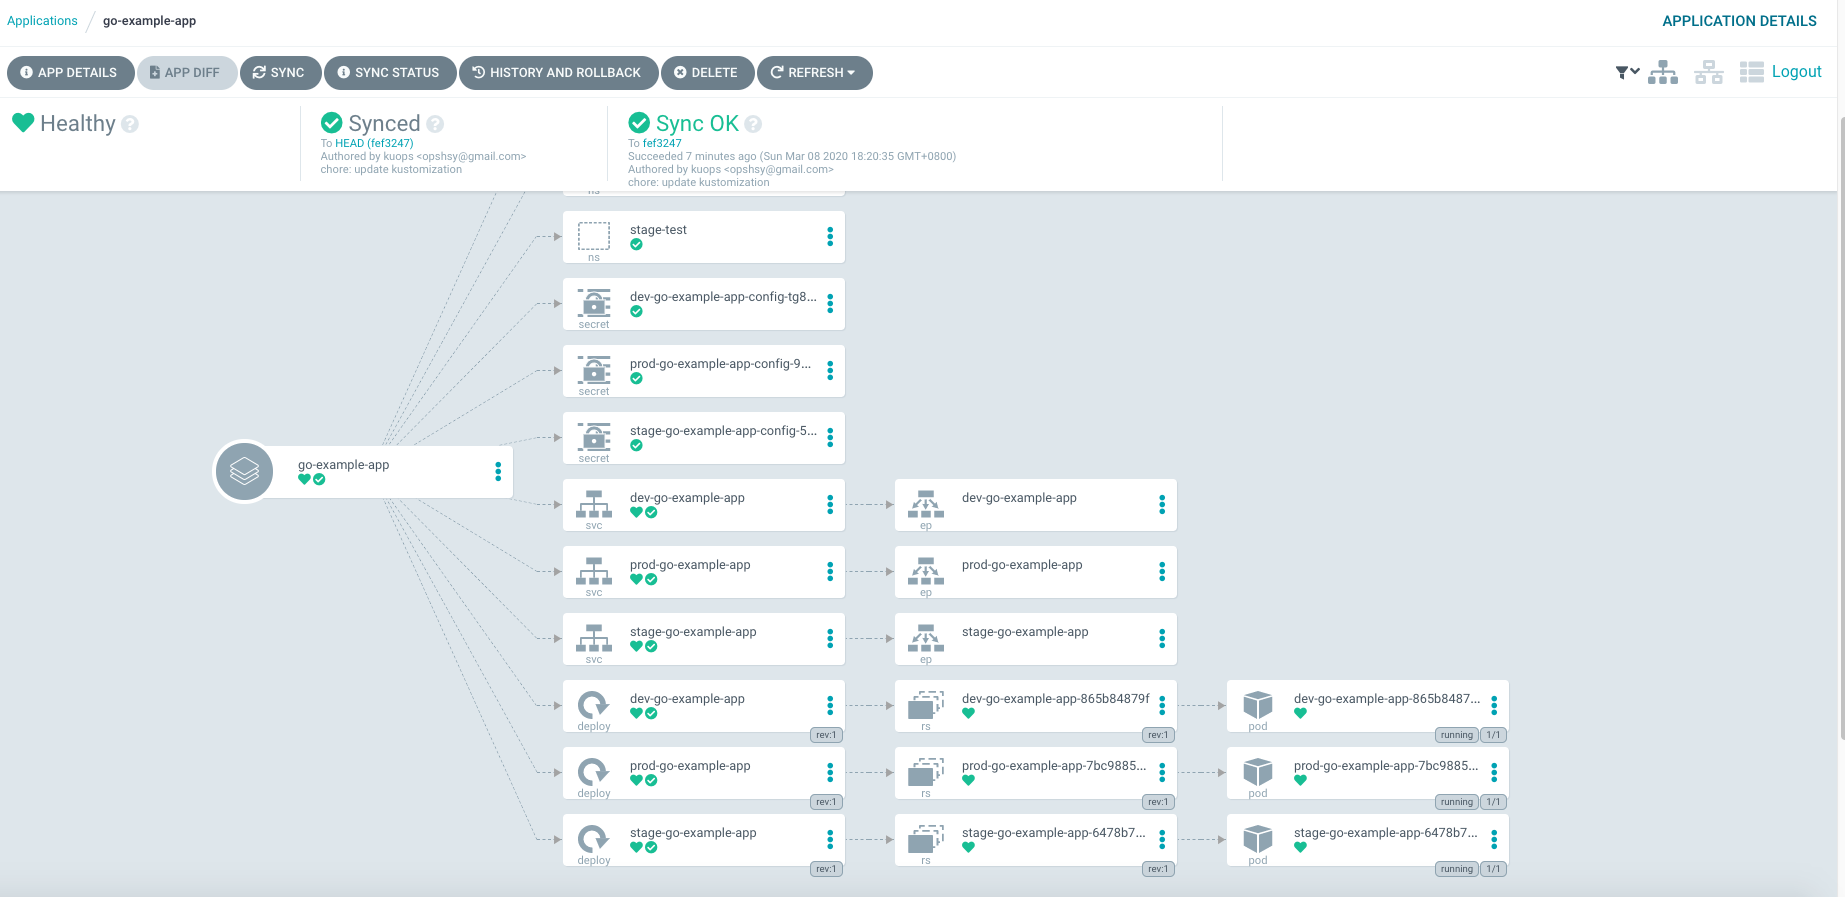 Applications / go-example-app
APPLICATION DETAILS
APP DETAILS
APP DIFF
SYNC
SYNC STATUS
HISTORY AND ROLLBACK
DELETE
REFRESH
Logout
Healthy
Synced
To HEAD (fef3247)
Authored by kuops <opshsy@gmail.com>
chore: update kustomization
Sync OK
To fef3247
Succeeded 7 minutes ago (Sun Mar 08 2020 18:20:35 GMT+0800)
Authored by kuops <opshsy@gmail.com>
chore: update kustomization
ns
stage-test
ns
dev-go-example-app-config-tg8...
secret
prod-go-example-app-config-9...
secret
stage-go-example-app-config-5...
secret
go-example-app
dev-go-example-app
svc
dev-go-example-app
ep
prod-go-example-app
svc
prod-go-example-app
ep
stage-go-example-app
svc
stage-go-example-app
ep
dev-go-example-app
deploy
rev:1
dev-go-example-app-865b84879f
rs
rev:1
dev-go-example-app-865b8487...
pod
running
1/1
prod-go-example-app
deploy
rev:1
prod-go-example-app-7bc9885...
rs
rev:1
prod-go-example-app-7bc9885...
pod
running
1/1
stage-go-example-app
deploy
rev:1
stage-go-example-app-6478b7...
rs
rev:1
stage-go-example-app-6478b7...
pod
running
1/1